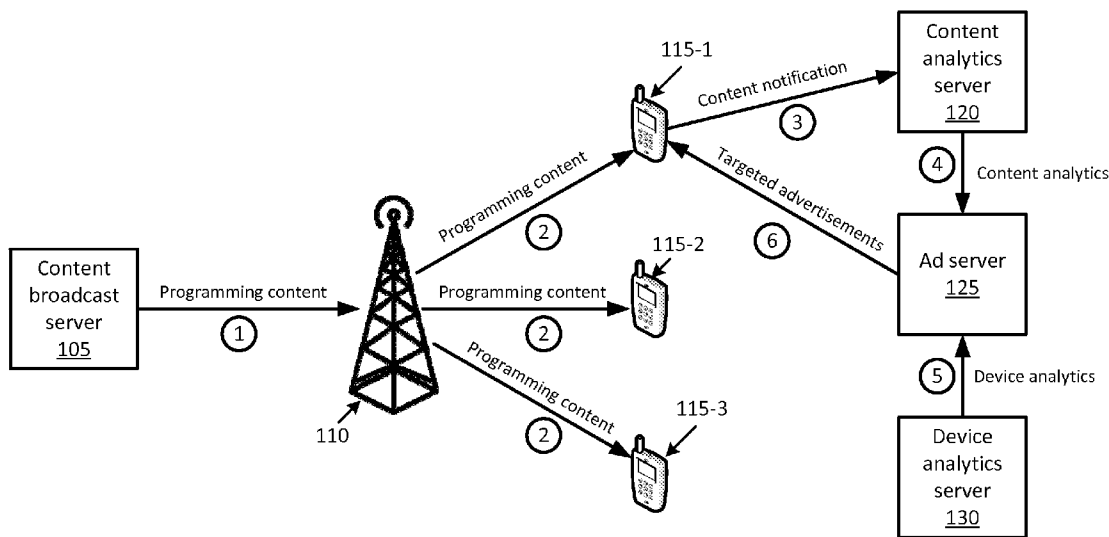 115-1
Content notification
3
Content
analytics
server
120
4
Content analytics
Programming content
2
Targeted advertisements
6
115-2
Content
broadcast
server
105
Programming content
1
Programming content
2
Ad server
125
Programming content
2
115-3
110
5
Device analytics
Device
analytics
server
130